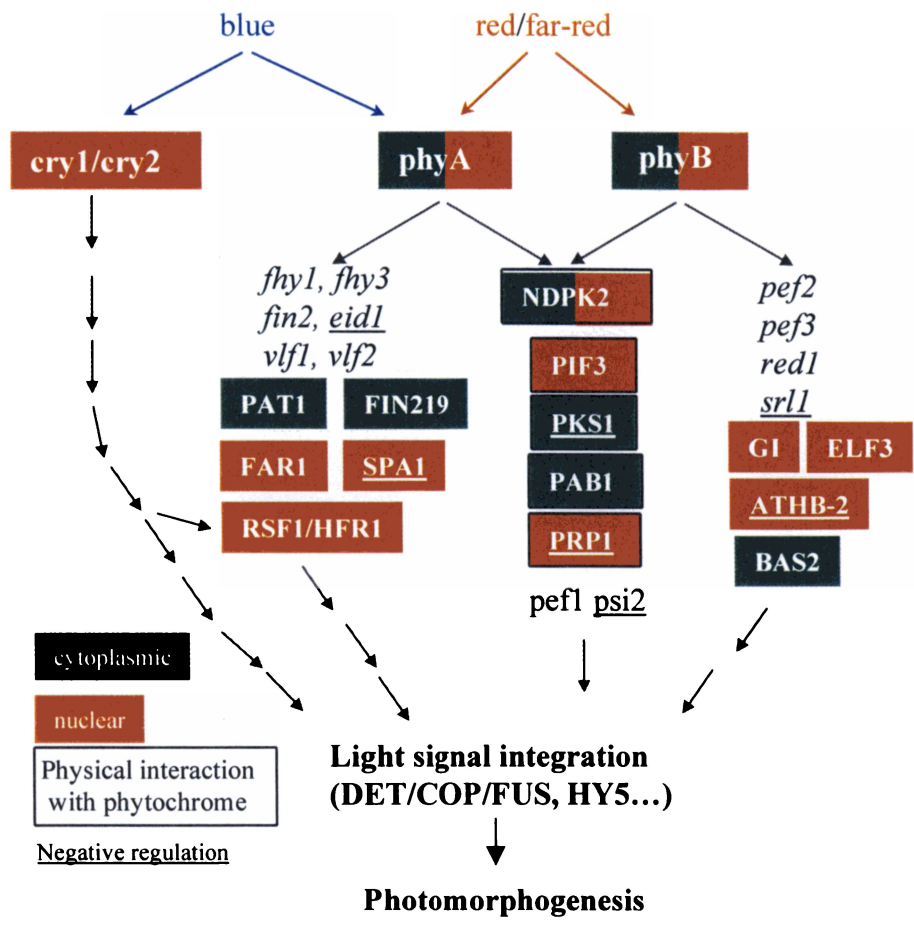 blue
red/far-red
cry1/cry2
phyA
phyB
fhy1, fhy3
fin2, eid1
vlf1, vlf2
PAT1
FIN219
FAR1
SPA1
RSF1/HFR1
NDPK2
PIF3
PKS1
PAB1
PRP1
pef1 psi2
pef2
pef3
red1
srl1
GI
ELF3
ATHB-2
BAS2
cytoplasmic
nuclear
Physical interaction
with phytochrome
Negative regulation
Light signal integration
(DET/COP/FUS, HY5...)
Photomorphogenesis